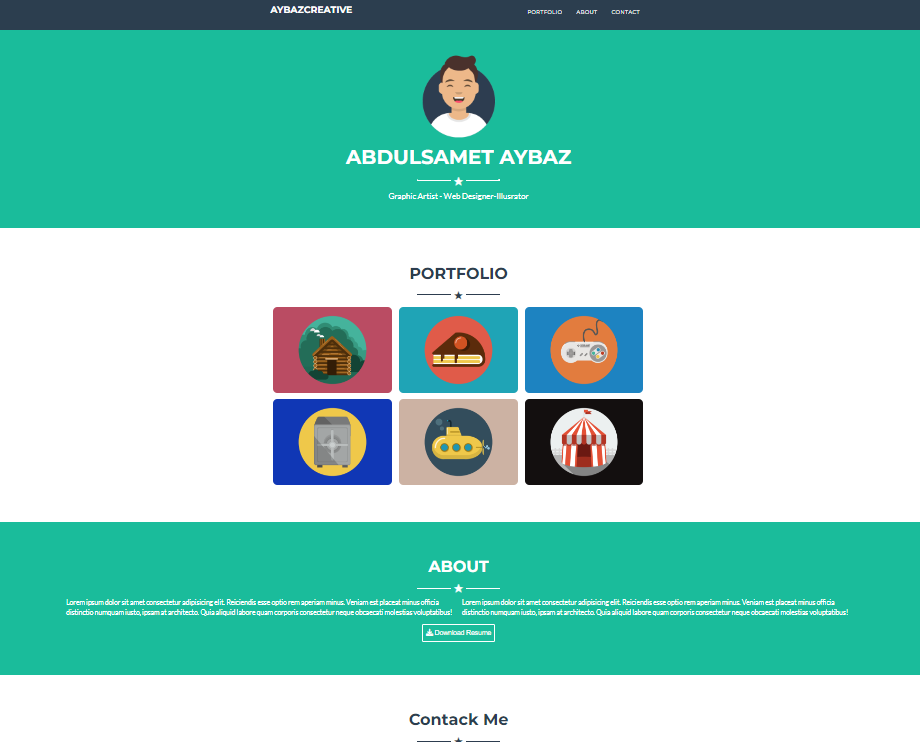 AYBAZCREATIVE
PORTFOLIO ABOUT CONTACT
ABDULSAMET AYBAZ
Graphic Artist - Web Designer-Illusrator
PORTFOLIO
ABOUT
Lorem ipsum dolor sit amet consectetur adipisicing elit. Reiciendis esse optio rem aperiam minus. Veniam est placeat minus officia
distinctio numquam iusto, ipsam at architecto. Quia aliquid labore quam corporis consectetur neque obcaecati molestias voluptatibus!
Lorem ipsum dolor sit amet consectetur adipisicing elit. Reiciendis esse optio rem aperiam minus. Veniam est placeat minus officia
distinctio numquam iusto, ipsam at architecto. Quia aliquid labore quam corporis consectetur neque obcaecati molestias voluptatibus!
Download Resume
Contack Me